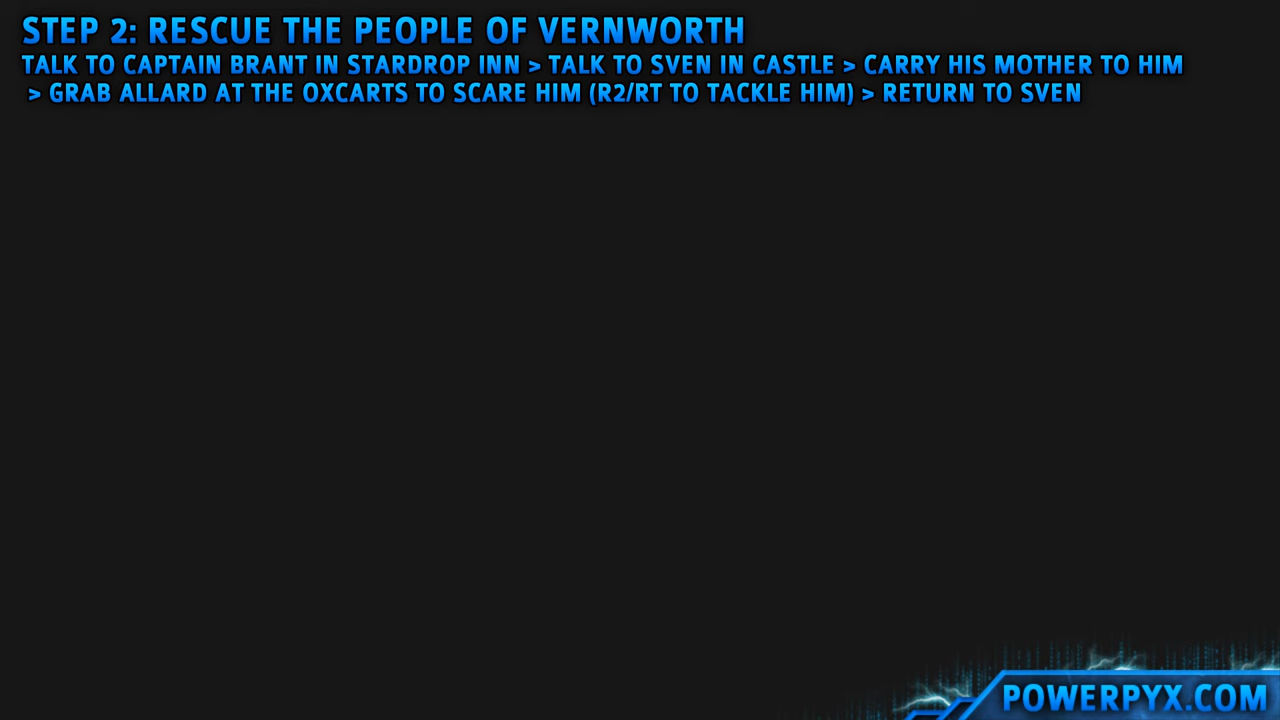 STEP 2: RESCUE THE PEOPLE OF VERNWORTH
TALK TO CAPTAIN BRANT IN STARDROP INN > TALK TO SVEN IN CASTLE > CARRY HIS MOTHER TO HIM
> GRAB ALLARD AT THE OXCARTS TO SCARE HIM (R2/RT TO TACKLE HIM) > RETURN TO SVEN
POWERPYX.COM